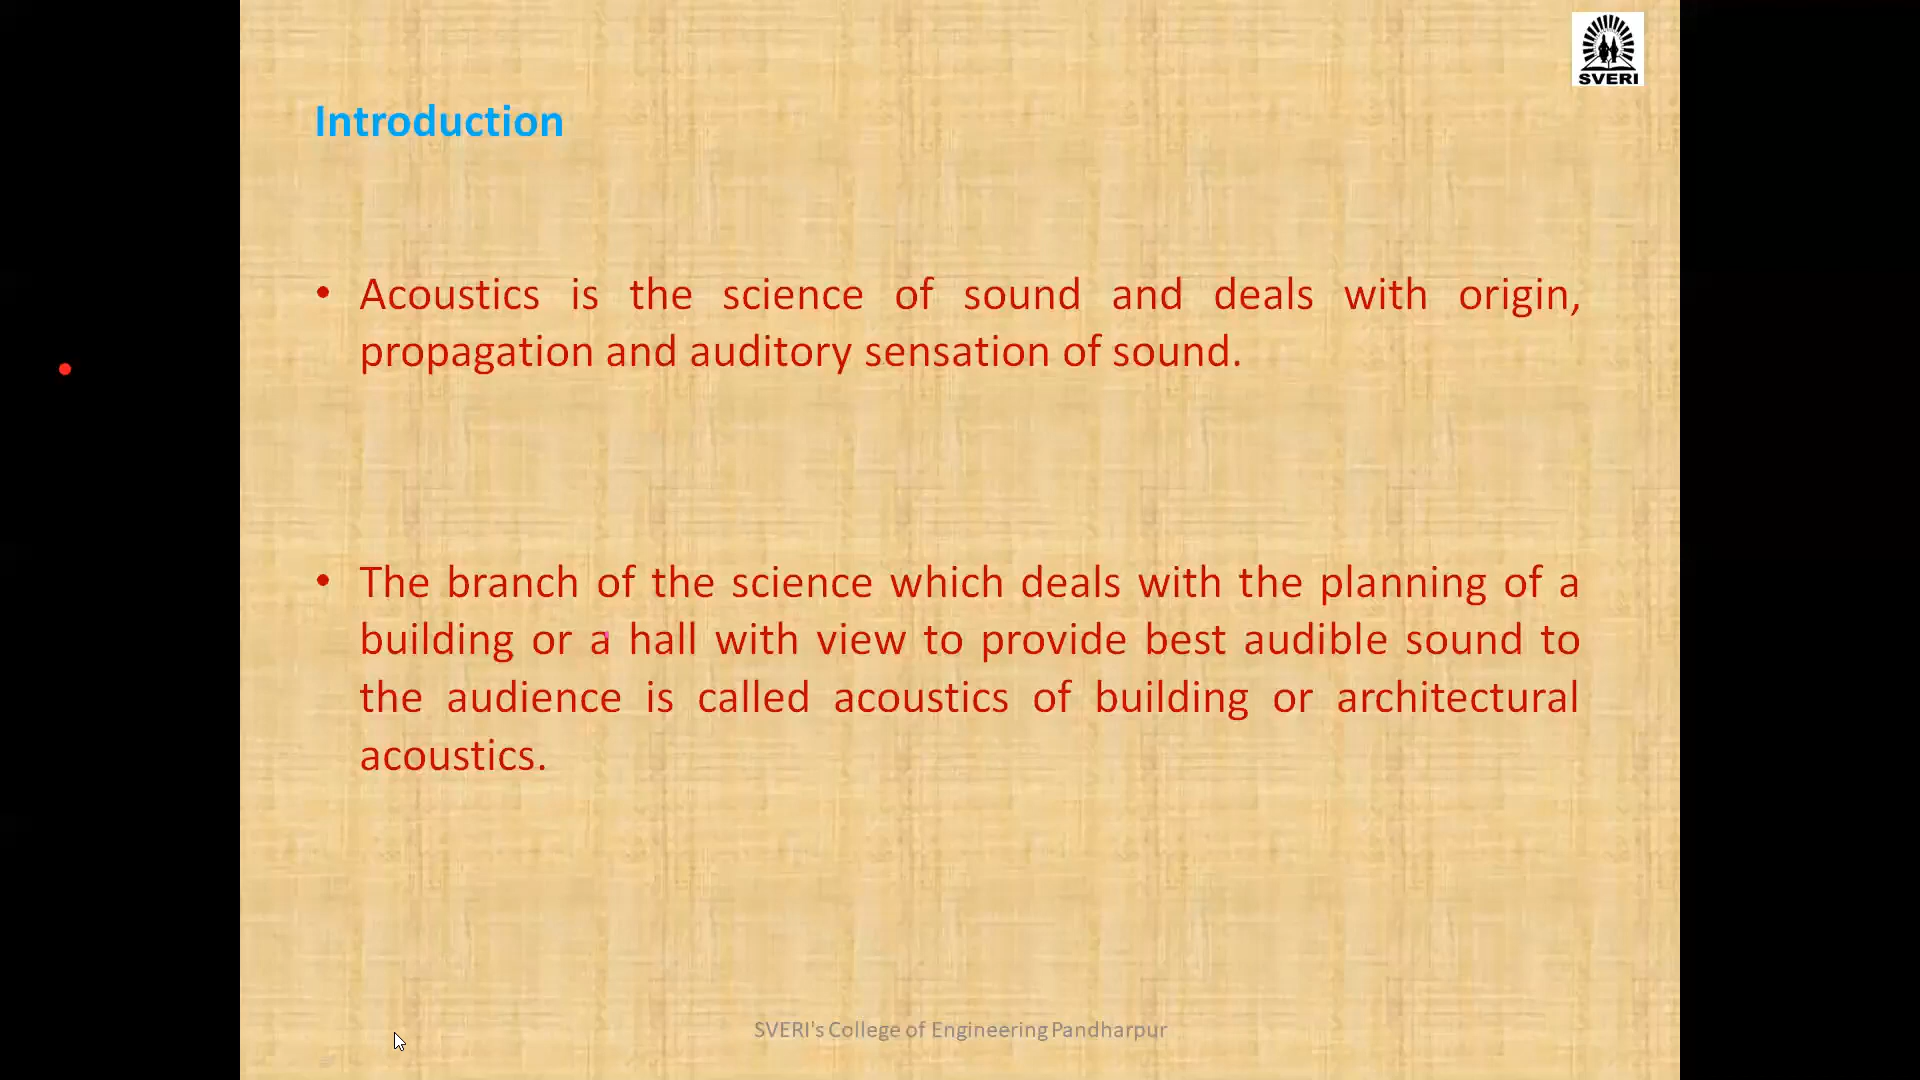 SVERI
Introduction
• Acoustics is the science of sound and deals with origin,
propagation and auditory sensation of sound.
• The branch of the science which deals with the planning of a
building or a hall with view to provide best audible sound to
the audience is called acoustics of building or architectural
acoustics.
SVERI's College of Engineering Pandharpur